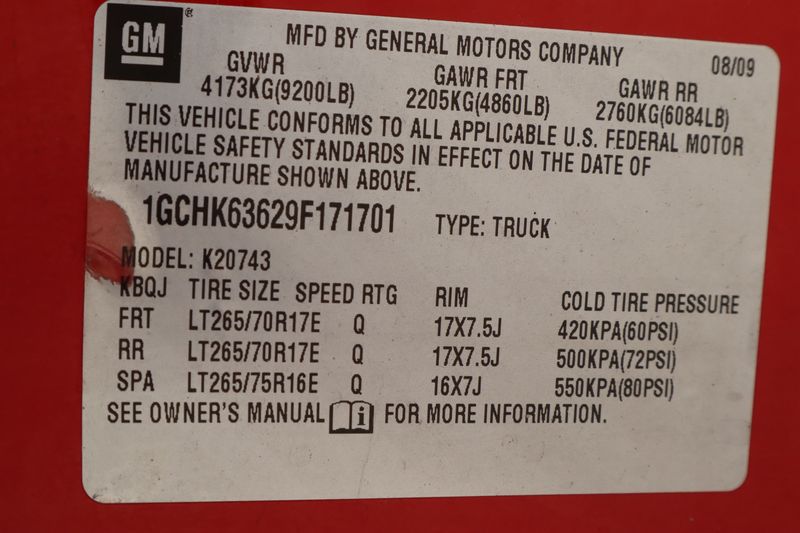 GM®
MFD BY GENERAL MOTORS COMPANY 08/09
GVWR GAWR FRT GAWR RR
4173KG(9200LB) 2205KG(4860LB) 2760KG(6084LB)
THIS VEHICLE CONFORMS TO ALL APPLICABLE U.S. FEDERAL MOTOR
VEHICLE SAFETY STANDARDS IN EFFECT ON THE DATE OF
MANUFACTURE SHOWN ABOVE.
1GCHK63629F171701 TYPE: TRUCK
MODEL: K20743
KBQJ TIRE SIZE SPEED RTG RIM COLD TIRE PRESSURE
FRT LT265/70R17E Q 17X7.5J 420KPA(60PSI)
RR LT265/70R17E Q 17X7.5J 500KPA(72PSI)
SPA LT265/75R16E Q 16X7J 550KPA(80PSI)
SEE OWNER'S MANUAL i FOR MORE INFORMATION.